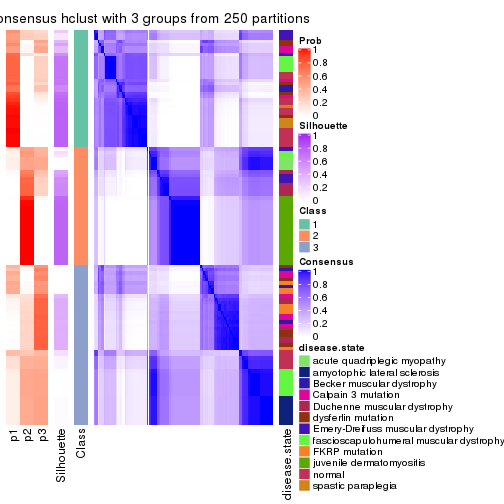 onsensus hclust with 3 groups from 250 partitions
Prob
1
0.8
0.6
0.4
0.2
0
Silhouette
1
0.8
0.6
0.4
0.2
0
Class
1
2
3
Consensus
1
0.8
0.6
0.4
0.2
0
disease.state
acute quadriplegic myopathy
amyotophic lateral sclerosis
Becker muscular dystrophy
Calpain 3 mutation
Duchenne muscular dystrophy
dysferlin mutation
Emery-Dreifuss muscular dystrophy
fascioscapulohumeral muscular dystrophy
FKRP mutation
juvenile dermatomyositis
normal
spastic paraplegia
p1
p2
p3
Silhouette
Class
disease.state